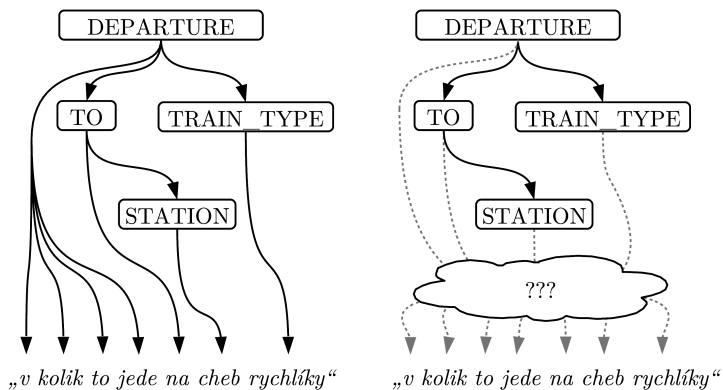 DEPARTURE
TO
TRAIN_TYPE
STATION
„v kolik to jede na cheb rychlíky“
DEPARTURE
TO
TRAIN_TYPE
STATION
???
„v kolik to jede na cheb rychlíky“